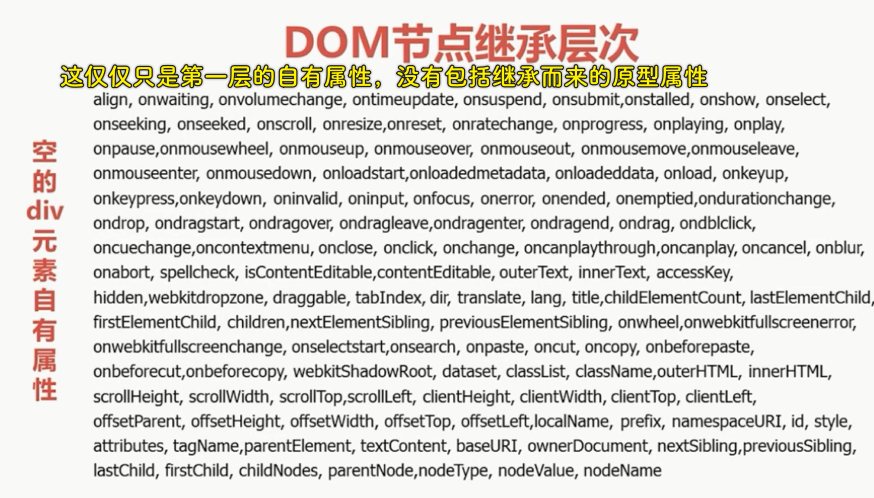 DOM节点继承层次
这仅仅只是第一层的自有属性，没有包括继承而来的原型属性
空的div元素自有属性
align, onwaiting, onvolumechange, ontimeupdate, onsuspend, onsubmit,onstalled, onshow, onselect,
onseeking, onseeked, onscroll, onresize,onreset, onratechange, onprogress, onplaying, onplay,
onpause,onmousewheel, onmouseup, onmouseover, onmouseout, onmousemove,onmouseleave,
onmouseenter, onmousedown, onloadstart,onloadedmetadata, onloadeddata, onload, onkeyup,
onkeypress,onkeydown, oninvalid, oninput, onfocus, onerror, onended, onemptied,ondurationchange,
ondrop, ondragstart, ondragover, ondragleave,ondragenter, ondragend, ondrag, ondblclick,
oncuechange,oncontextmenu, onclose, onclick, onchange, oncanplaythrough,oncanplay, oncancel, onblur,
onabort, spellcheck, isContentEditable,contentEditable, outerText, innerText, accessKey,
hidden,webkitdropzone, draggable, tabIndex, dir, translate, lang, title,childElementCount, lastElementChild,
firstElementChild, children,nextElementSibling, previousElementSibling, onwheel,onwebkitfullscreenerror,
onwebkitfullscreenchange, onselectstart,onsearch, onpaste, oncut, oncopy, onbeforepaste,
onbeforecut,onbeforecopy, webkitShadowRoot, dataset, classList, className,outerHTML, innerHTML,
scrollHeight, scrollWidth, scrollTop,scrollLeft, clientHeight, clientWidth, clientTop, clientLeft,
offsetParent, offsetHeight, offsetWidth, offsetTop, offsetLeft,localName, prefix, namespaceURI, id, style,
attributes, tagName,parentElement, textContent, baseURI, ownerDocument, nextSibling,previousSibling,
lastChild, firstChild, childNodes, parentNode,nodeType, nodeValue, nodeName